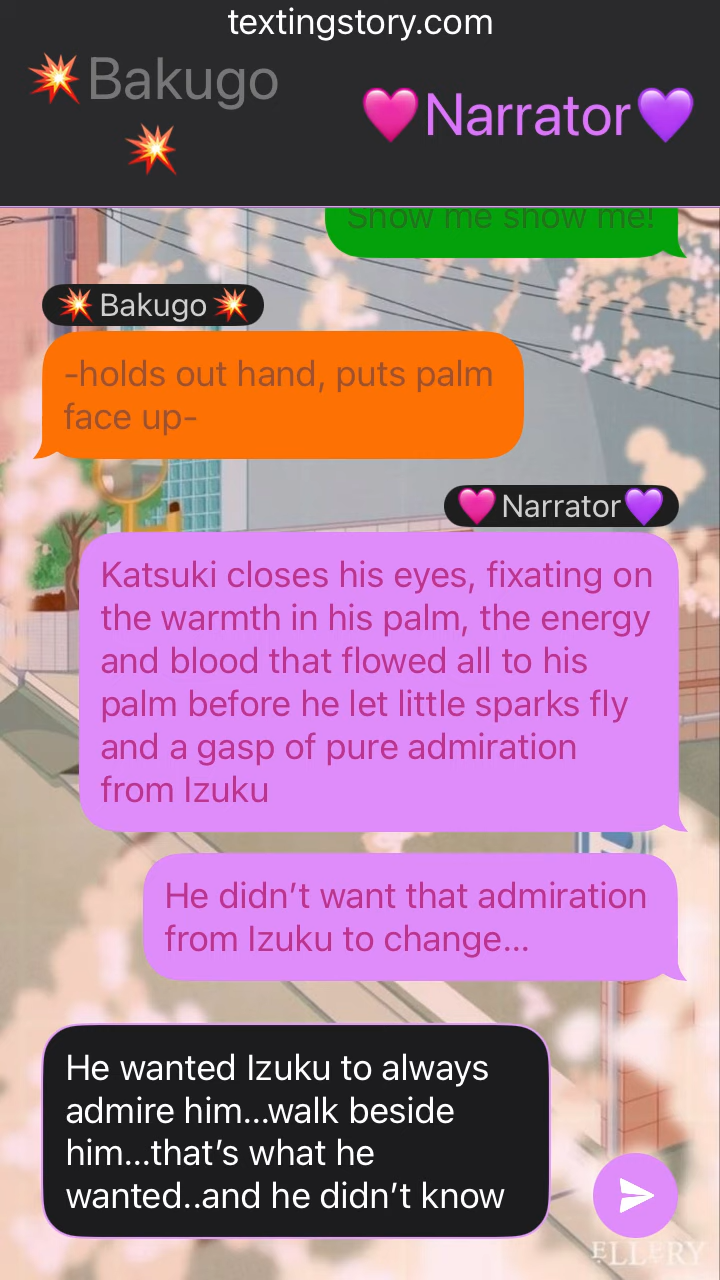 textingstory.com
💥Bakugo
💥
💗Narrator💜
Show me show me!
💥Bakugo💥
-holds out hand, puts palm
face up-
💗Narrator💜
Katsuki closes his eyes, fixating on
the warmth in his palm, the energy
and blood that flowed all to his
palm before he let little sparks fly
and a gasp of pure admiration
from Izuku
He didn’t want that admiration
from Izuku to change...
He wanted Izuku to always
admire him...walk beside
him...that’s what he
wanted..and he didn’t know
ELLERY